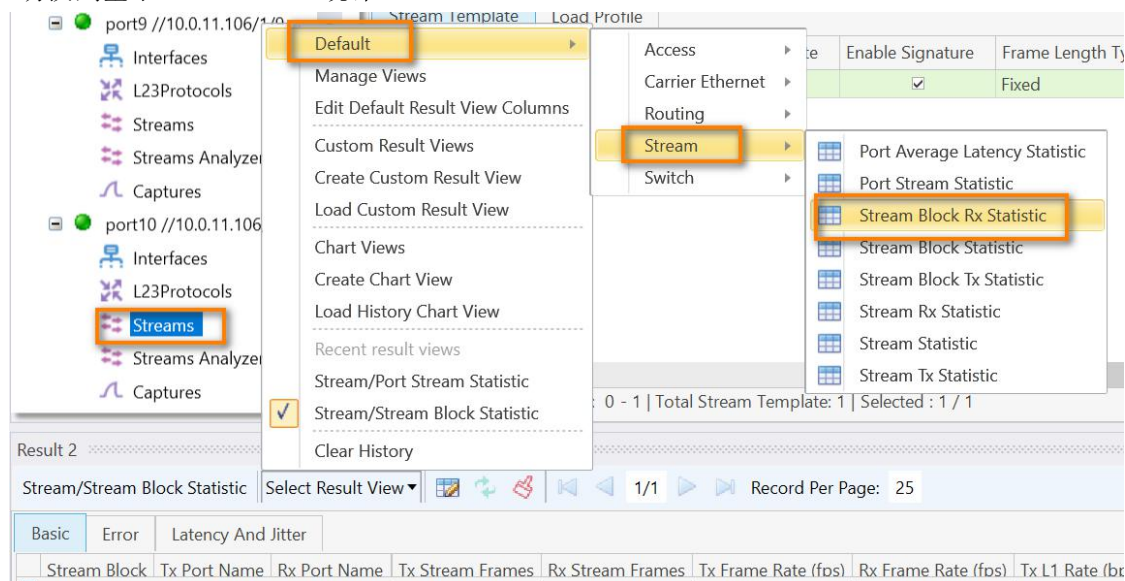 port9 //10.0.11.106/1/9
Interfaces
L23Protocols
Streams
Streams Analyzer
Captures
port10 //10.0.11.106
Interfaces
L23Protocols
Streams
Streams Analyzer
Captures
Stream Template Load Profile
Enable Signature Frame Length Ty
Fixed
Default
Manage Views
Edit Default Result View Columns
Custom Result Views
Create Custom Result View
Load Custom Result View
Chart Views
Create Chart View
Load History Chart View
Recent result views
Stream/Port Stream Statistic
Stream/Stream Block Statistic
Clear History
Access
Carrier Ethernet
Routing
Stream
Switch
Port Average Latency Statistic
Port Stream Statistic
Stream Block Rx Statistic
Stream Block Statistic
Stream Block Tx Statistic
Stream Rx Statistic
Stream Statistic
Stream Tx Statistic
: 0 - 1 | Total Stream Template: 1 | Selected : 1 / 1
Result 2
Stream/Stream Block Statistic Select Result View 1/1 Record Per Page: 25
Basic Error Latency And Jitter
Stream Block Tx Port Name Rx Port Name Tx Stream Frames Rx Stream Frames Tx Frame Rate (fps) Rx Frame Rate (fps) Tx L1 Rate (bp